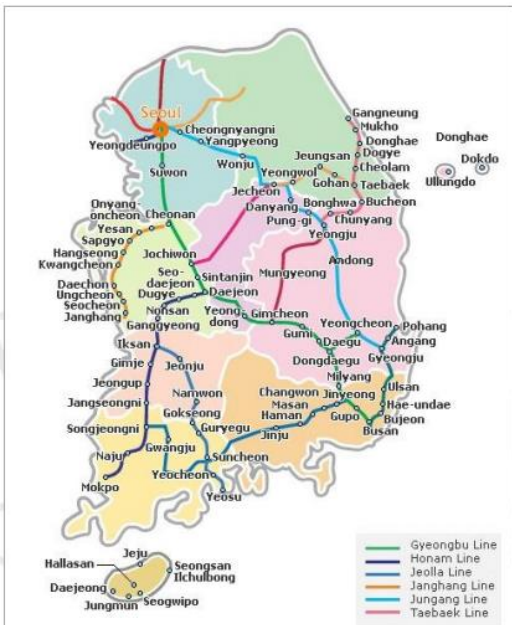 Seoul
Cheongnyangni
Yangpyeong
Yeongdeungpo
Wonju
Suwon
Gangneung
Mukho
Donghae
Dogye
Cheolam
Taebaek
Bucheon
Donghae
Dokdo
Ullungdo
Jeungsan
Yeongwol
Gohan
Jecheon
Danyang
Bonghwa
Pung-gi
Chunyang
Yeongju
Onyang-
oncheon
Cheonan
Yesan
Sapgyo
Hangseong
Kwangcheon
Daechon
Ungcheon
Seocheon
Janghang
Jochiwon
Seo-
daejeon
Sintanjin
Dugye
Daejeon
Nonsan
Ganggyeong
Mungyeong
Andong
Yeong
dong
Gimcheon
Gumi
Yeongcheon
Daegu
Dongdaegu
Pohang
Angang
Gyeongju
Iksan
Gimje
Jeonju
Jeongup
Jangseongni
Namwon
Gokseong
Songjeongni
Guryegu
Gwangju
Naju
Mokpo
Suncheon
Yeocheon
Yeosu
Milyang
Changwon
Jinyeong
Masan
Haman
Jinju
Gupo
Ulsan
Hae-undae
Bujeon
Busan
Jeju
Hallasan
Seongsan
Ilchulbong
Daejeong
Jungmun
Seogwipo
Gyeongbu Line
Honam Line
Jeolla Line
Janghang Line
Jungang Line
Taebaek Line